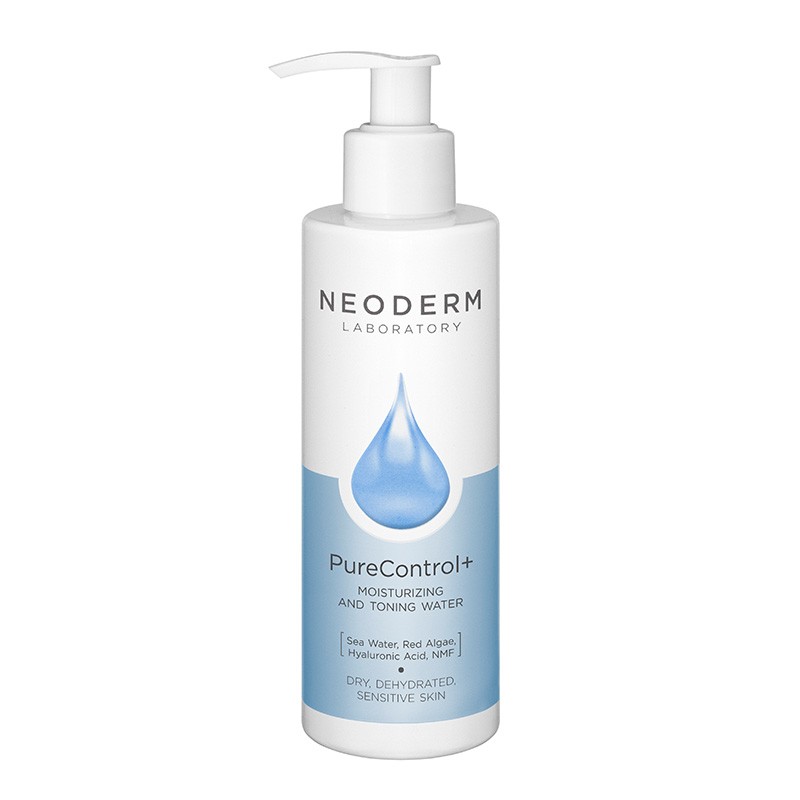 NEODERM
LABORATORY
PureControl+
MOISTURIZING
AND TONING WATER
[Sea Water, Red Algae,
Hyaluronic Acid, NMF]
DRY, DEHYDRATED,
SENSITIVE SKIN